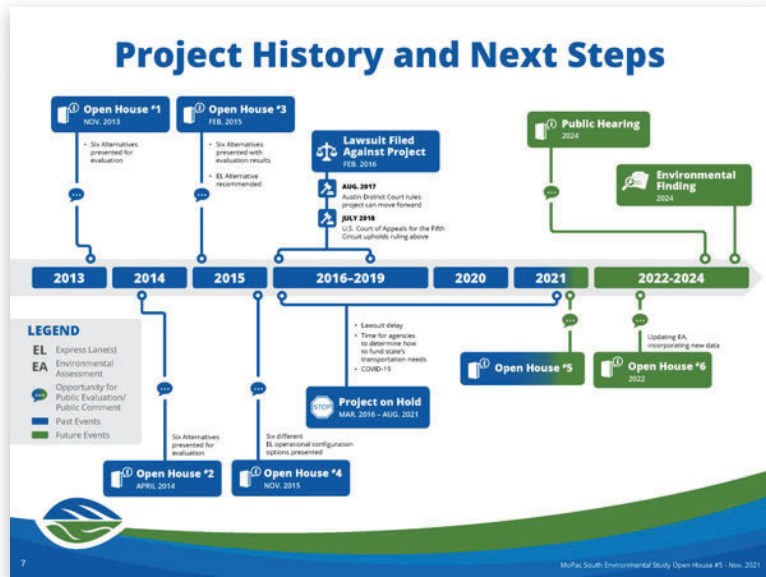 Project History and Next Steps
Open House #1
NOV. 2013
• Six Alternatives
presented for
evaluation
Open House #3
FEB. 2015
• Six Alternatives
presented with
evaluation results
• EL Alternative
recommended
Lawsuit Filed
Against Project
FEB. 2016
AUG. 2017
Austin District Court rules
project can move forward
JULY 2018
U.S. Court of Appeals for the Fifth
Circuit upholds ruling above
Public Hearing
2024
Environmental
Finding
2024
2013
2014
2015
2016–2019
2020
2021
2022-2024
LEGEND
EL Express Lane(s)
EA Environmental
Assessment
Opportunity for
Public Evaluation/
Public Comment
Past Events
Future Events
Six Alternatives
presented for
evaluation
Open House #2
APRIL 2014
Six different
EL operational configuration
options presented
Open House #4
NOV. 2015
• Lawsuit delay
• Time for agencies
to determine how
to fund state's
transportation needs
• COVID-19
STOP
Project on Hold
MAR. 2016 – AUG. 2021
Open House #5
Updating EA,
incorporating new data
Open House #6
2022
7
MoPac South Environmental Study Open House #5 - Nov. 2021